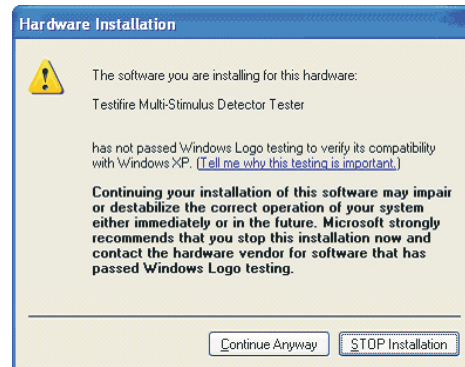 Hardware Installation
The software you are installing for this hardware:
Testifire Multi-Stimulus Detector Tester
has not passed Windows Logo testing to verify its compatibility
with Windows XP. (Tell me why this testing is important.)
Continuing your installation of this software may impair
or destabilize the correct operation of your system
either immediately or in the future. Microsoft strongly
recommends that you stop this installation now and
contact the hardware vendor for software that has
passed Windows Logo testing.
Continue Anyway STOP Installation